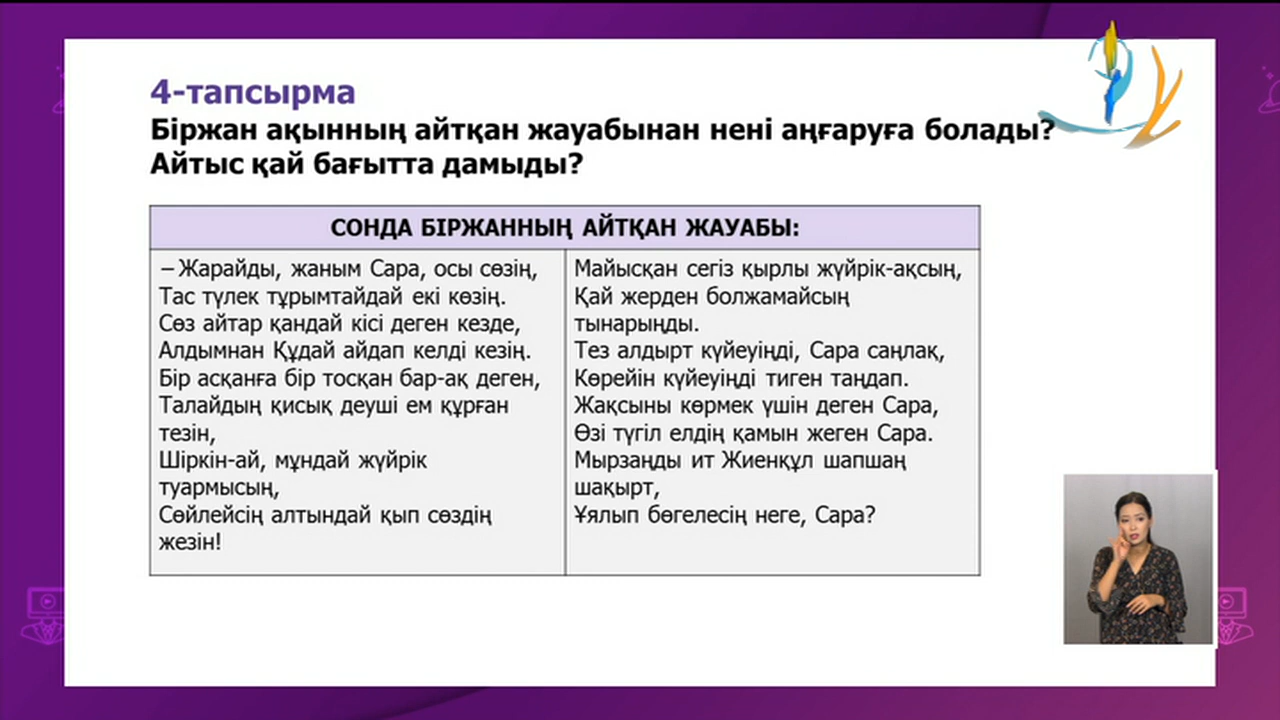 4-тапсырма
Біржан ақынның айтқан жауабынан нені аңғаруға болады?
Айтыс қай бағытта дамыды?
СОНДА БІРЖАННЫҢ АЙТҚАН ЖАУАБЫ:
– Жарайды, жаным Сара, осы сөзің,
Тас түлек тұрымтайдай екі көзің.
Сөз айтар қандай кісі деген кезде,
Алдымнан Құдай айдап келді кезің.
Бір асқанға бір тосқан бар-ақ деген,
Талайдың қисық деуші ем құрған
тезін,
Шіркін-ай, мұндай жүйрік
туармысың,
Сөйлейсің алтындай қып сөздің
жезін!
Майысқан сегіз қырлы жүйрік-ақсың,
Қай жерден болжамайсың
тынарыңды.
Тез алдырт күйеуіңді, Сара саңлақ,
Көрейін күйеуіңді тиген таңдап.
Жақсыны көрмек үшін деген Сара,
Өзі түгіл елдің қамын жеген Сара.
Мырзаңды ит Жиенқұл шапшаң
шақырт,
Ұялып бөгелесің неге, Сара?